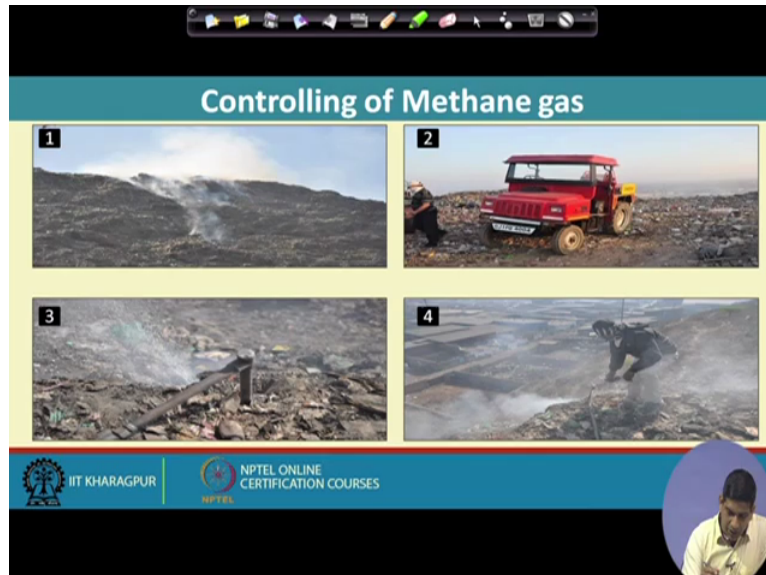 Controlling of Methane gas
1
2
3
4
IIT KHARAGPUR
NPTEL ONLINE
CERTIFICATION COURSES
NPTEL